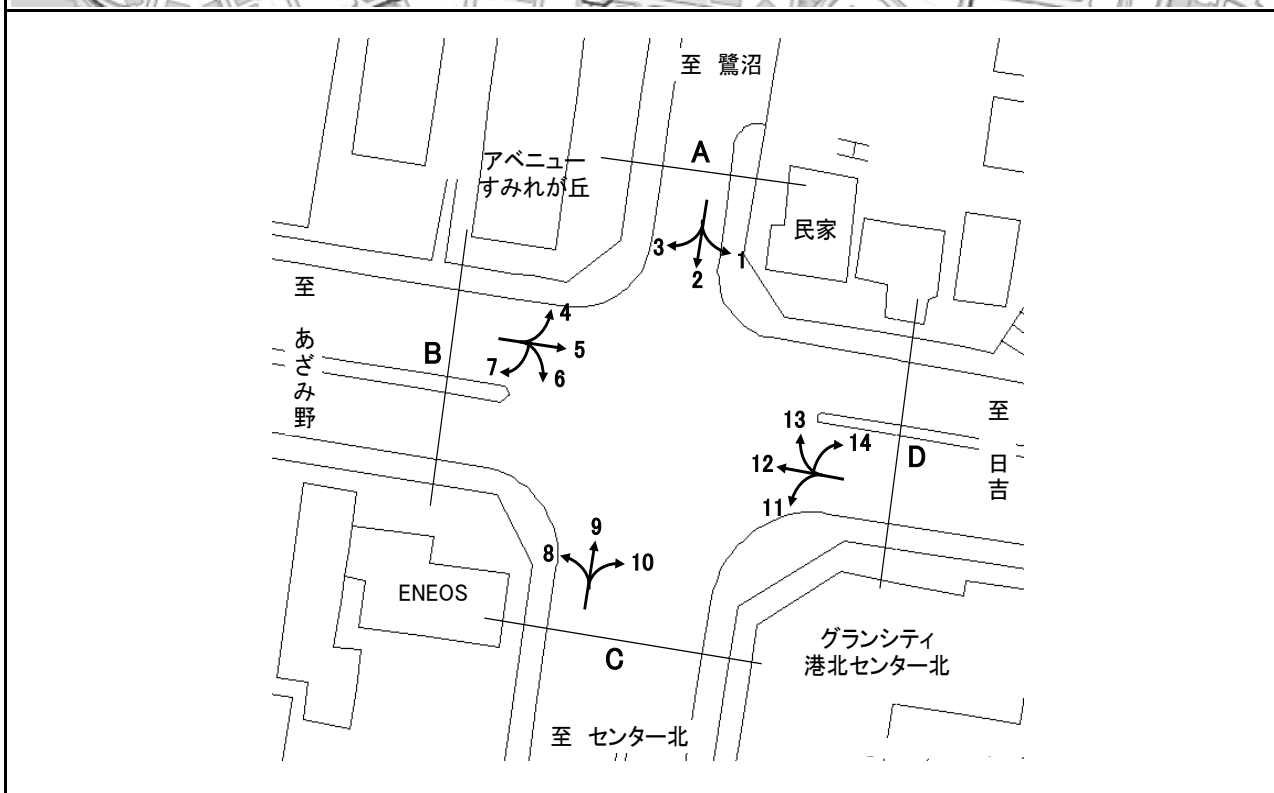 至 鷺沼
A
アベニュー
すみれが丘
民家
3
1
2
至 あざみ野
4
5
B
7
6
至 日吉
13
14
12
D
11
9
8
10
ENEOS
C
グランシティ
港北センター北
至 センター北